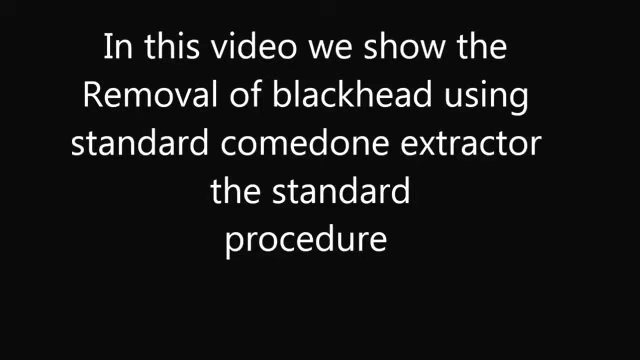 In this video we show the
Removal of blackhead using
standard comedone extractor
the standard
procedure